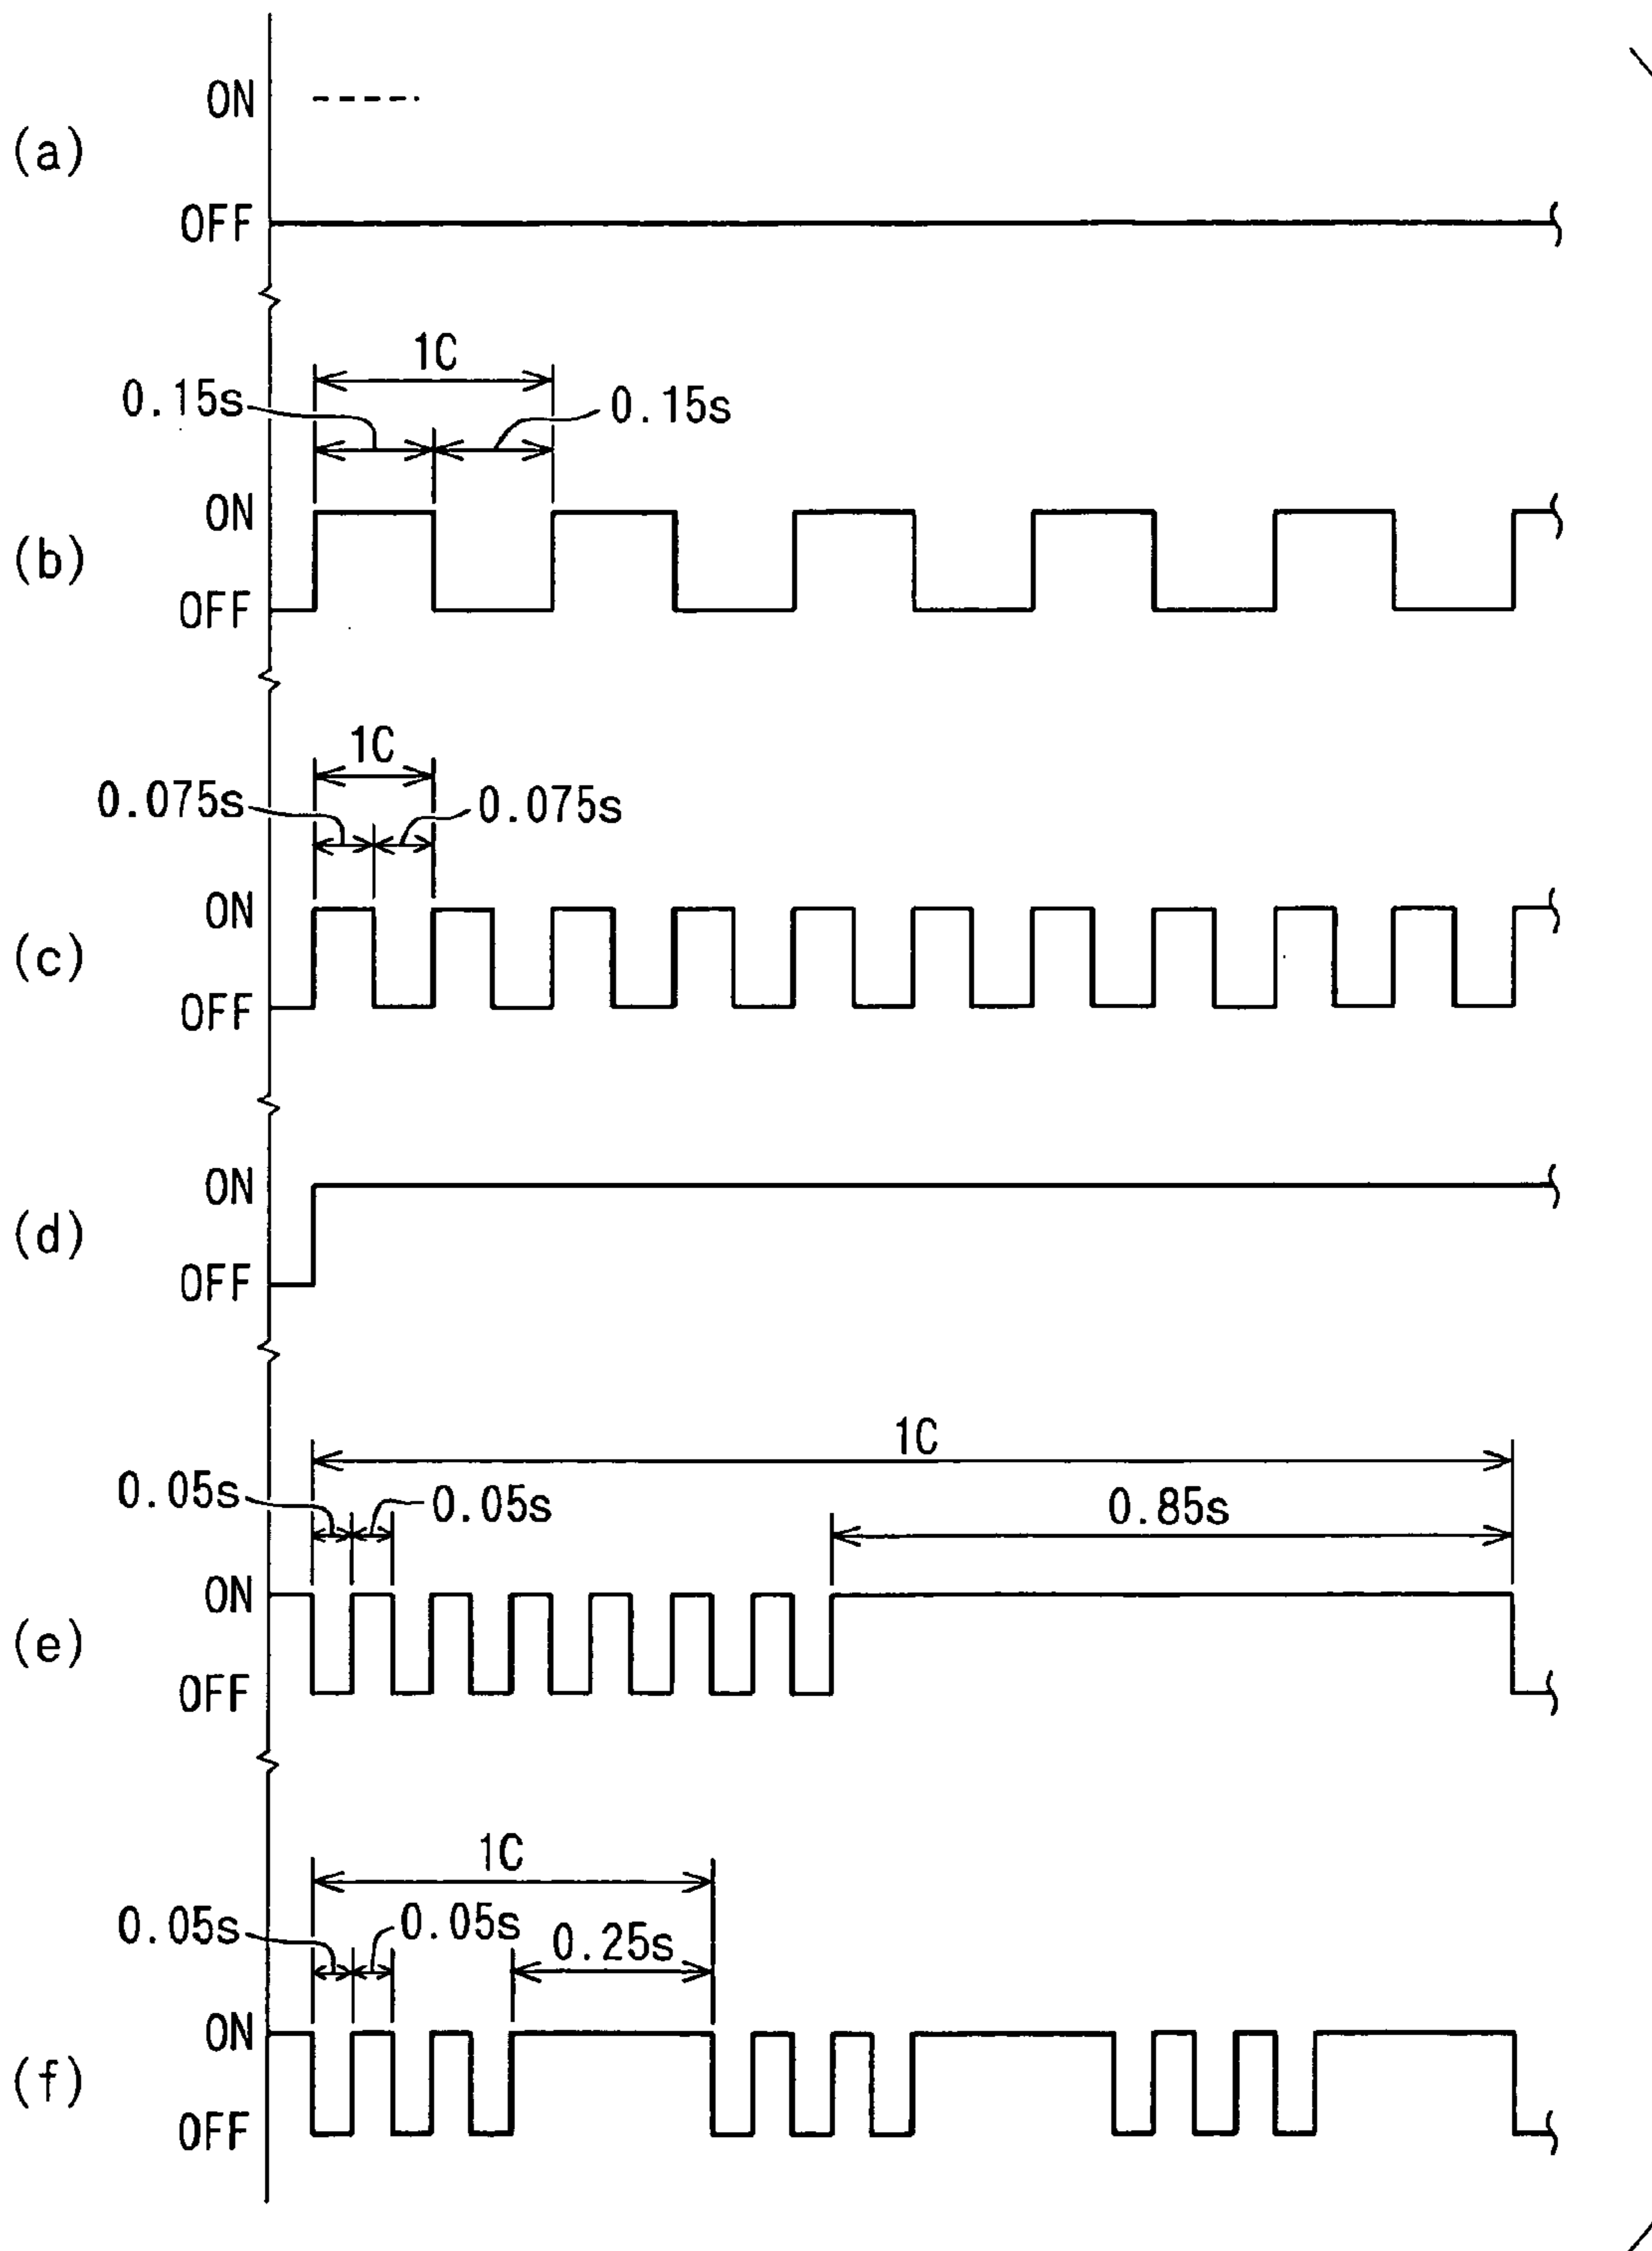 ON
(a)
OFF
1C
0.15s
0.15s
ON
(b)
OFF
1C
0.075s
0.075s
ON
(c)
OFF
ON
(d)
OFF
1C
0.05s
0.05s
0.85s
ON
(e)
OFF
1C
0.05s
0.05s
0.25s
ON
(f)
OFF